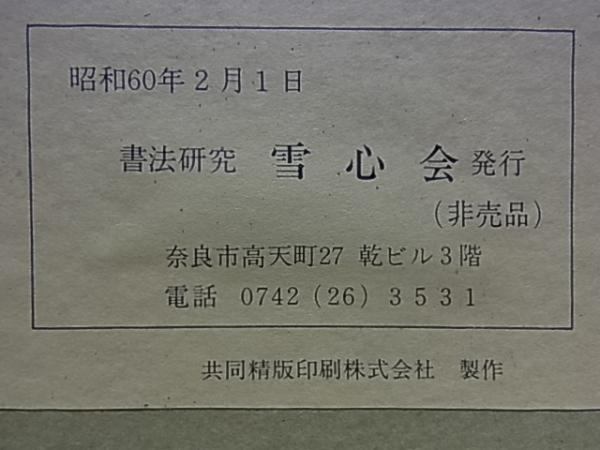 昭和60年２月１日
書法研究 雪心会 発行
（非売品）
奈良市高天町27 乾ビル３階
電話 0742（26）３５３１
共同精版印刷株式会社 製作